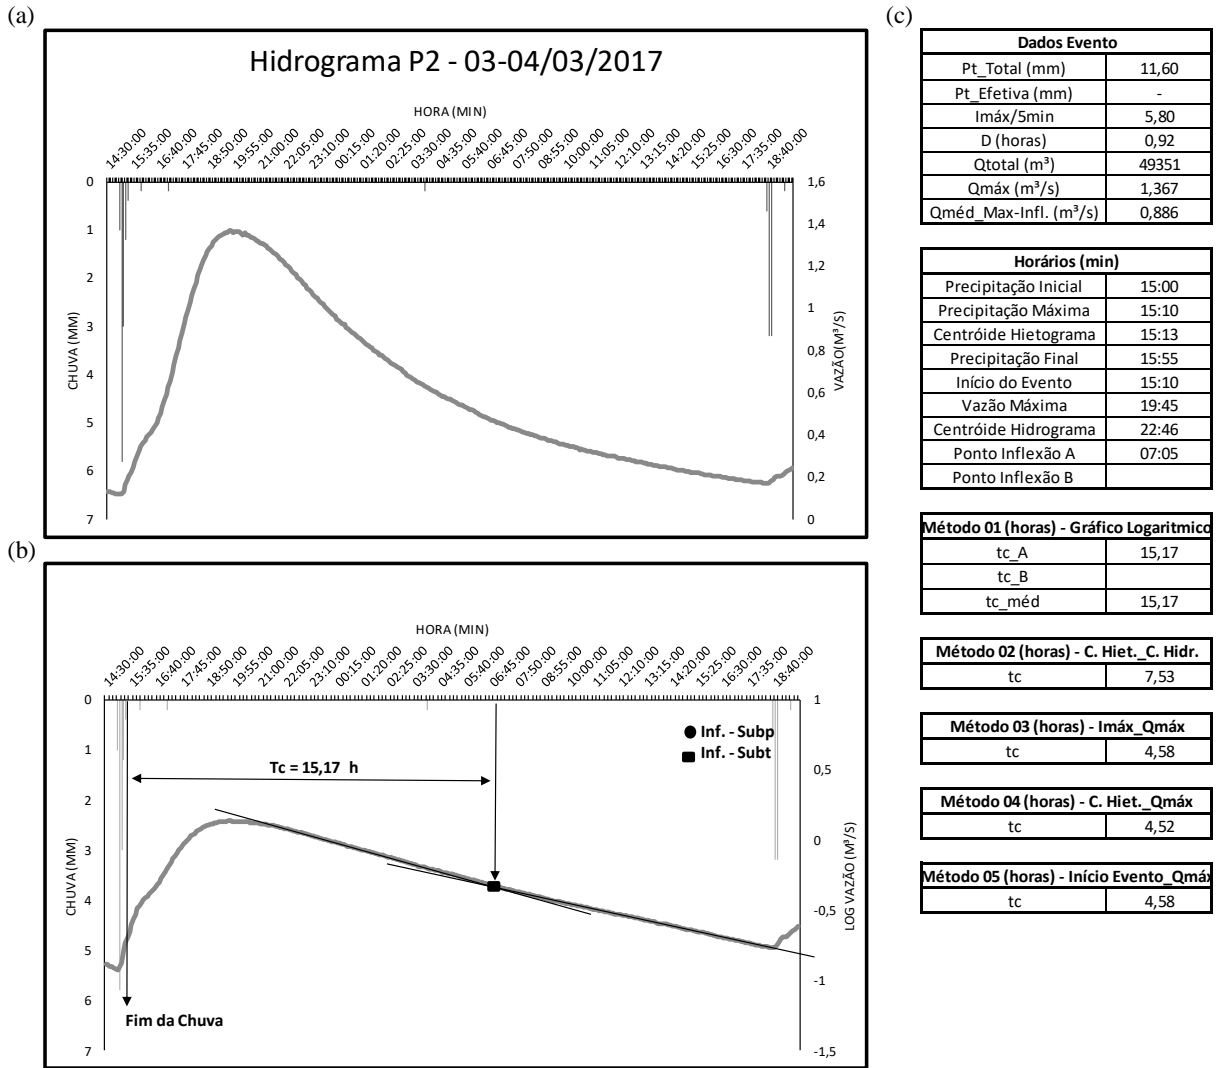 (a)
Hidrograma P2 - 03-04/03/2017
HORA (MIN)
14:30:00 15:35:00 16:40:00 17:45:00 18:50:00 19:55:00 21:00:00 22:05:00 23:10:00 00:15:00 01:20:00 02:25:00 03:30:00 04:35:00 05:40:00 06:45:00 07:50:00 08:55:00 10:00:00 11:05:00 12:10:00 13:15:00 14:20:00 15:25:00 16:30:00 17:35:00 18:40:00
0
1
2
3
4
5
6
7
CHUVA (MM)
1,6
1,4
1,2
1
0,8
0,6
0,4
0,2
0
VAZÃO(M³/S)
(b)
HORA (MIN)
14:30:00 15:35:00 16:40:00 17:45:00 18:50:00 19:55:00 21:00:00 22:05:00 23:10:00 00:15:00 01:20:00 02:25:00 03:30:00 04:35:00 05:40:00 06:45:00 07:50:00 08:55:00 10:00:00 11:05:00 12:10:00 13:15:00 14:20:00 15:25:00 16:30:00 17:35:00 18:40:00
0
1
2
3
4
5
6
7
CHUVA (MM)
1
0,5
0
-0,5
-1
-1,5
LOG VAZÃO (M³/S)
Inf. - Subp
Inf. - Subt
Tc = 15,17 h
Fim da Chuva
(c)
Dados Evento
Pt_Total (mm) 11,60
Pt_Efetiva (mm) -
Imáx/5min 5,80
D (horas) 0,92
Qtotal (m³) 49351
Qmáx (m³/s) 1,367
Qméd_Max-Infl. (m³/s) 0,886
Horários (min)
Precipitação Inicial 15:00
Precipitação Máxima 15:10
Centróide Hietograma 15:13
Precipitação Final 15:55
Início do Evento 15:10
Vazão Máxima 19:45
Centróide Hidrograma 22:46
Ponto Inflexão A 07:05
Ponto Inflexão B
Método 01 (horas) - Gráfico Logaritmico
tc_A 15,17
tc_B
tc_méd 15,17
Método 02 (horas) - C. Hiet._C. Hidr.
tc 7,53
Método 03 (horas) - Imáx_Qmáx
tc 4,58
Método 04 (horas) - C. Hiet._Qmáx
tc 4,52
Método 05 (horas) - Início Evento_Qmáx
tc 4,58